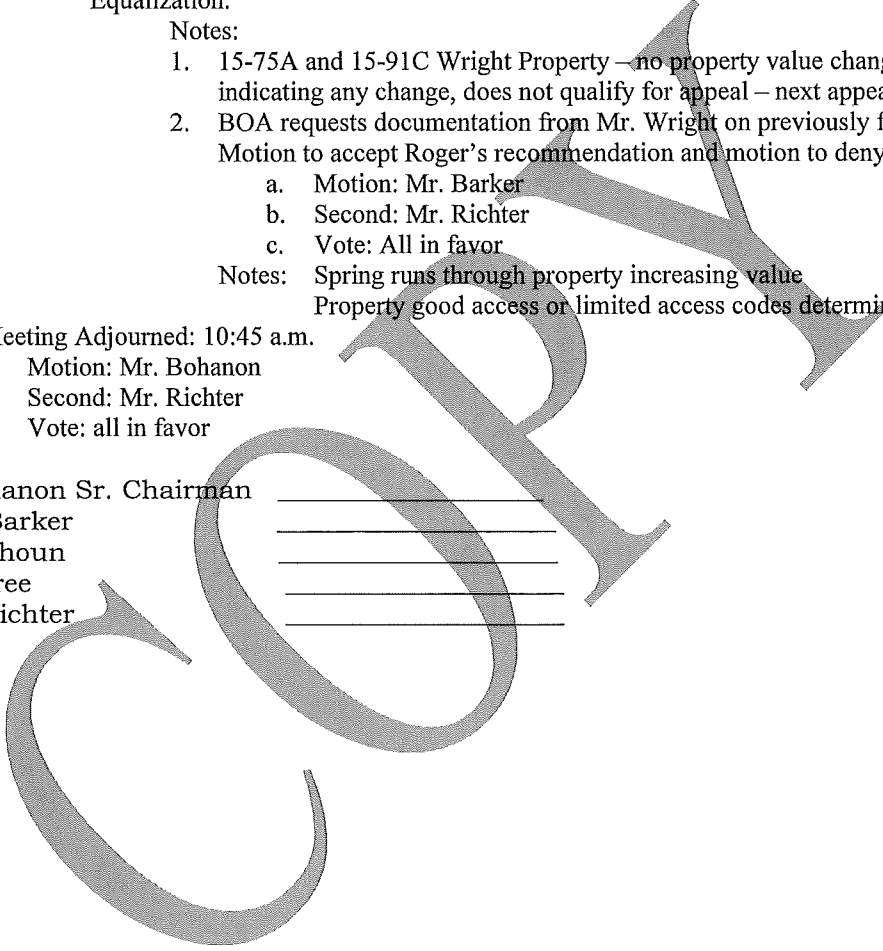 Equalization.
Notes:
1. 15-75A and 15-91C Wright Property – no property value chang
indicating any change, does not qualify for appeal – next appea
2. BOA requests documentation from Mr. Wright on previously f
Motion to accept Roger's recommendation and motion to deny
a. Motion: Mr. Barker
b. Second: Mr. Richter
c. Vote: All in favor
Notes: Spring runs through property increasing value
Property good access or limited access codes determin
eeting Adjourned: 10:45 a.m.
Motion: Mr. Bohanon
Second: Mr. Richter
Vote: all in favor
anon Sr. Chairman
Barker
houn
ree
ichter
COPY